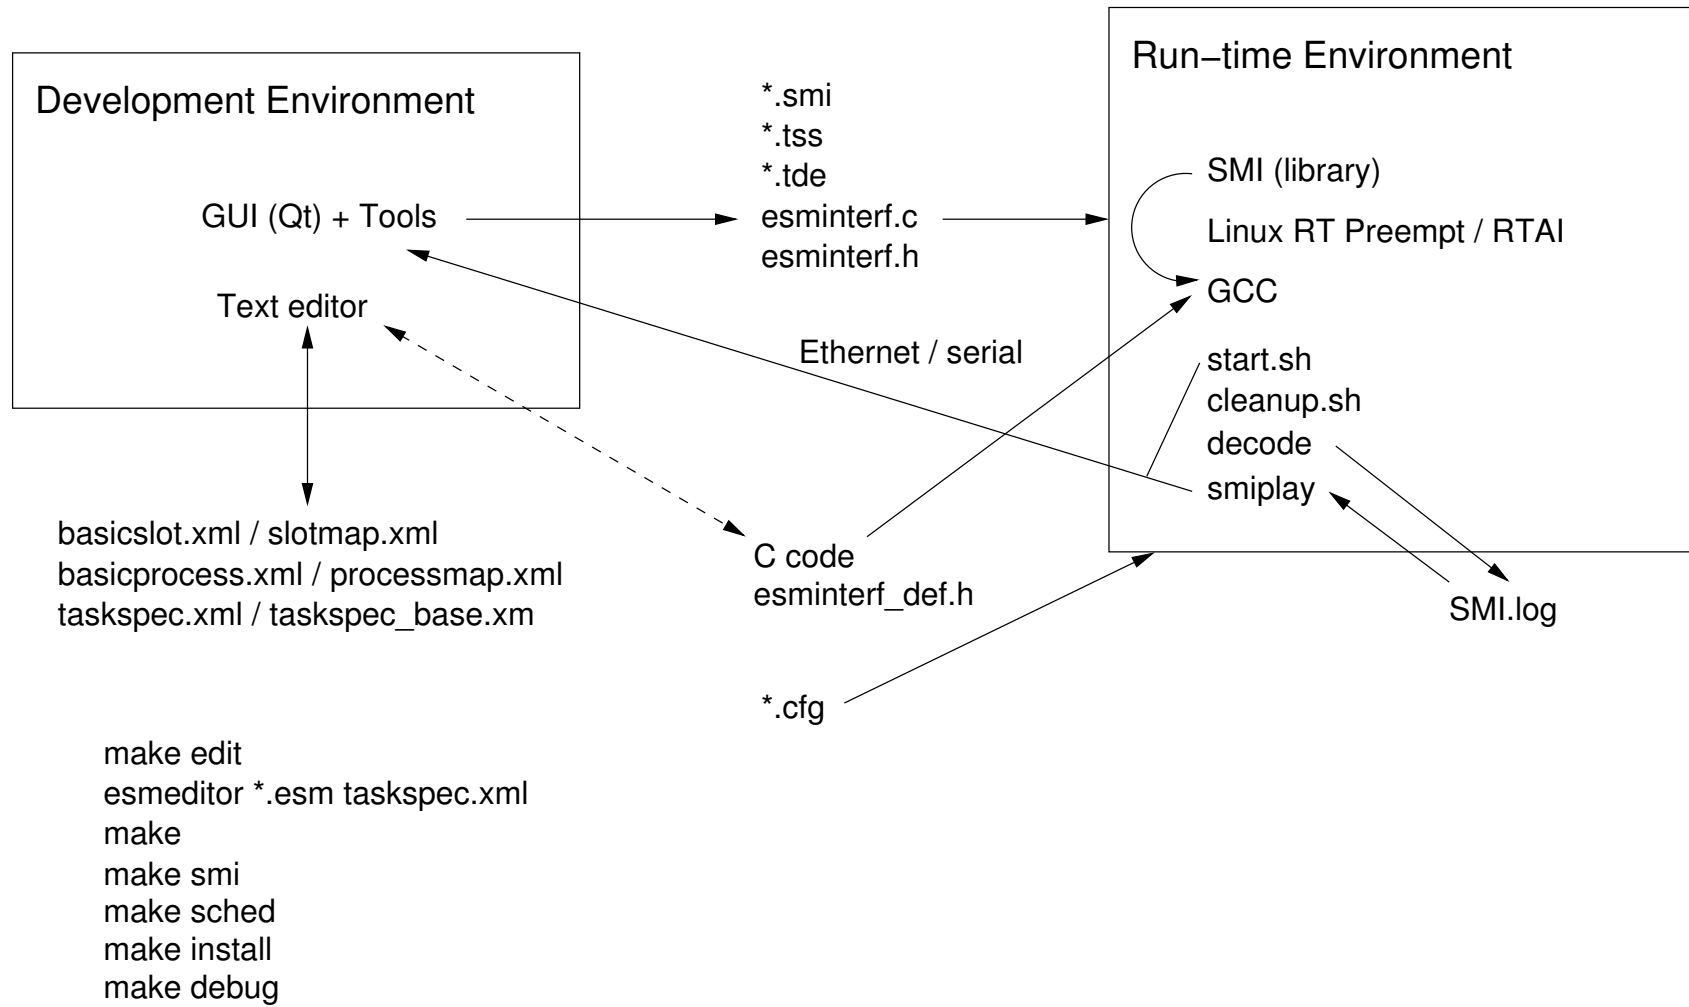 Development Environment
GUI (Qt) + Tools
Text editor
*.smi
*.tss
*.tde
esminterf.c
esminterf.h
Run−time Environment
SMI (library)
Linux RT Preempt / RTAI
GCC
start.sh
cleanup.sh
decode
smiplay
Ethernet / serial
basicslot.xml / slotmap.xml
basicprocess.xml / processmap.xml
taskspec.xml / taskspec_base.xm
C code
esminterf_def.h
SMI.log
*.cfg
make edit
esmeditor *.esm taskspec.xml
make
make smi
make sched
make install
make debug